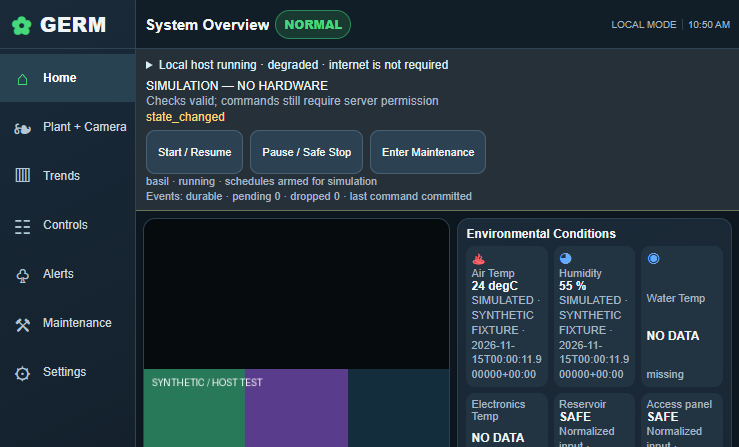 GERM
System Overview NORMAL
LOCAL MODE 10:50 AM
Home
Plant + Camera
Trends
Controls
Alerts
Maintenance
Settings
▶ Local host running · degraded · internet is not required
SIMULATION — NO HARDWARE
Checks valid; commands still require server permission
state_changed
Start / Resume
Pause / Safe Stop
Enter Maintenance
basil · running · schedules armed for simulation
Events: durable · pending 0 · dropped 0 · last command committed
SYNTHETIC / HOST TEST
Environmental Conditions
Air Temp
24 degC
SIMULATED ·
SYNTHETIC
FIXTURE ·
2026-11-
15T00:00:11.9
00000+00:00
Humidity
55 %
SIMULATED ·
SYNTHETIC
FIXTURE ·
2026-11-
15T00:00:11.9
00000+00:00
Water Temp
NO DATA
missing
Electronics
Temp
NO DATA
Reservoir
SAFE
Normalized
input ·
Access panel
SAFE
Normalized
input ·